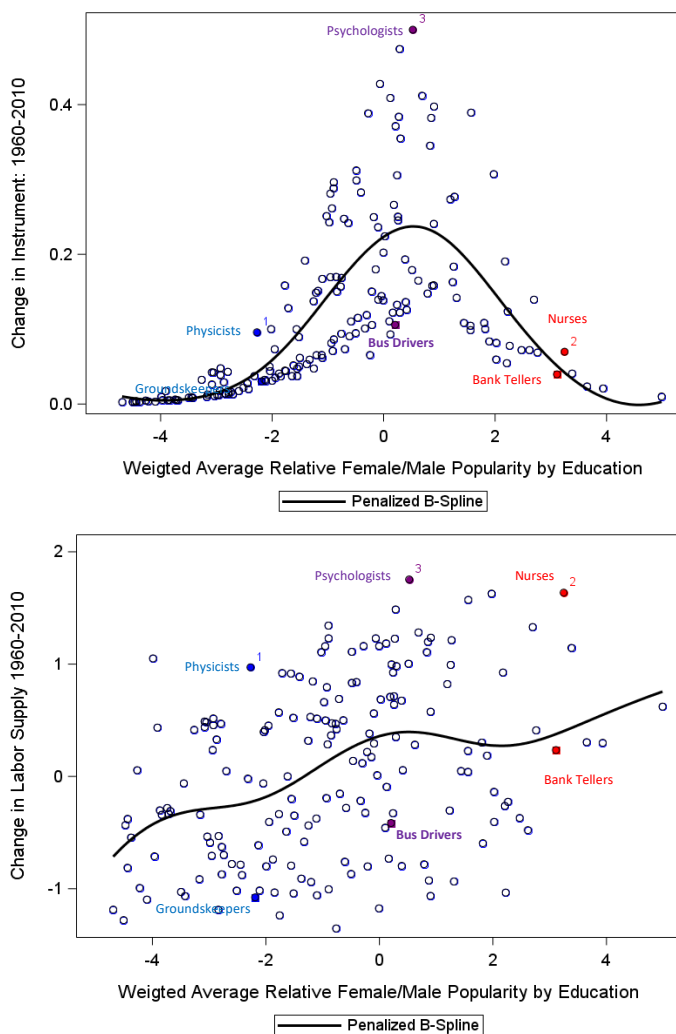 Change in Instrument: 1960-2010
0.4
0.2
0.0
Psychologists
3
Physicists
1
Bus Drivers
Nurses
2
Bank Tellers
Groundskeepers
-4
-2
0
2
4
Weigted Average Relative Female/Male Popularity by Education
Penalized B-Spline
Change in Labor Supply 1960-2010
2
1
0
-1
Psychologists
3
Nurses
2
Physicists
1
Bank Tellers
Bus Drivers
Groundskeepers
-4
-2
0
2
4
Weigted Average Relative Female/Male Popularity by Education
Penalized B-Spline